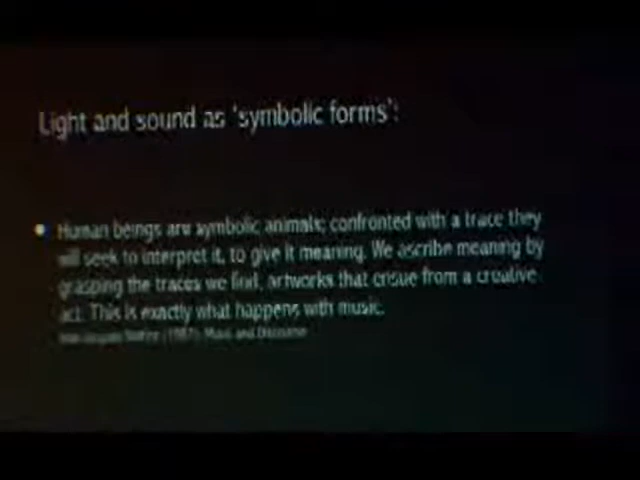 Light and sound as 'symbolic forms':
Human beings are symbolic animals; confronted with a trace they
will seek to interpret it, to give it meaning. We ascribe meaning by
grasping the traces we find, artworks that ensue from a creative
act. This is exactly what happens with music.
(1987): Music and Discourse